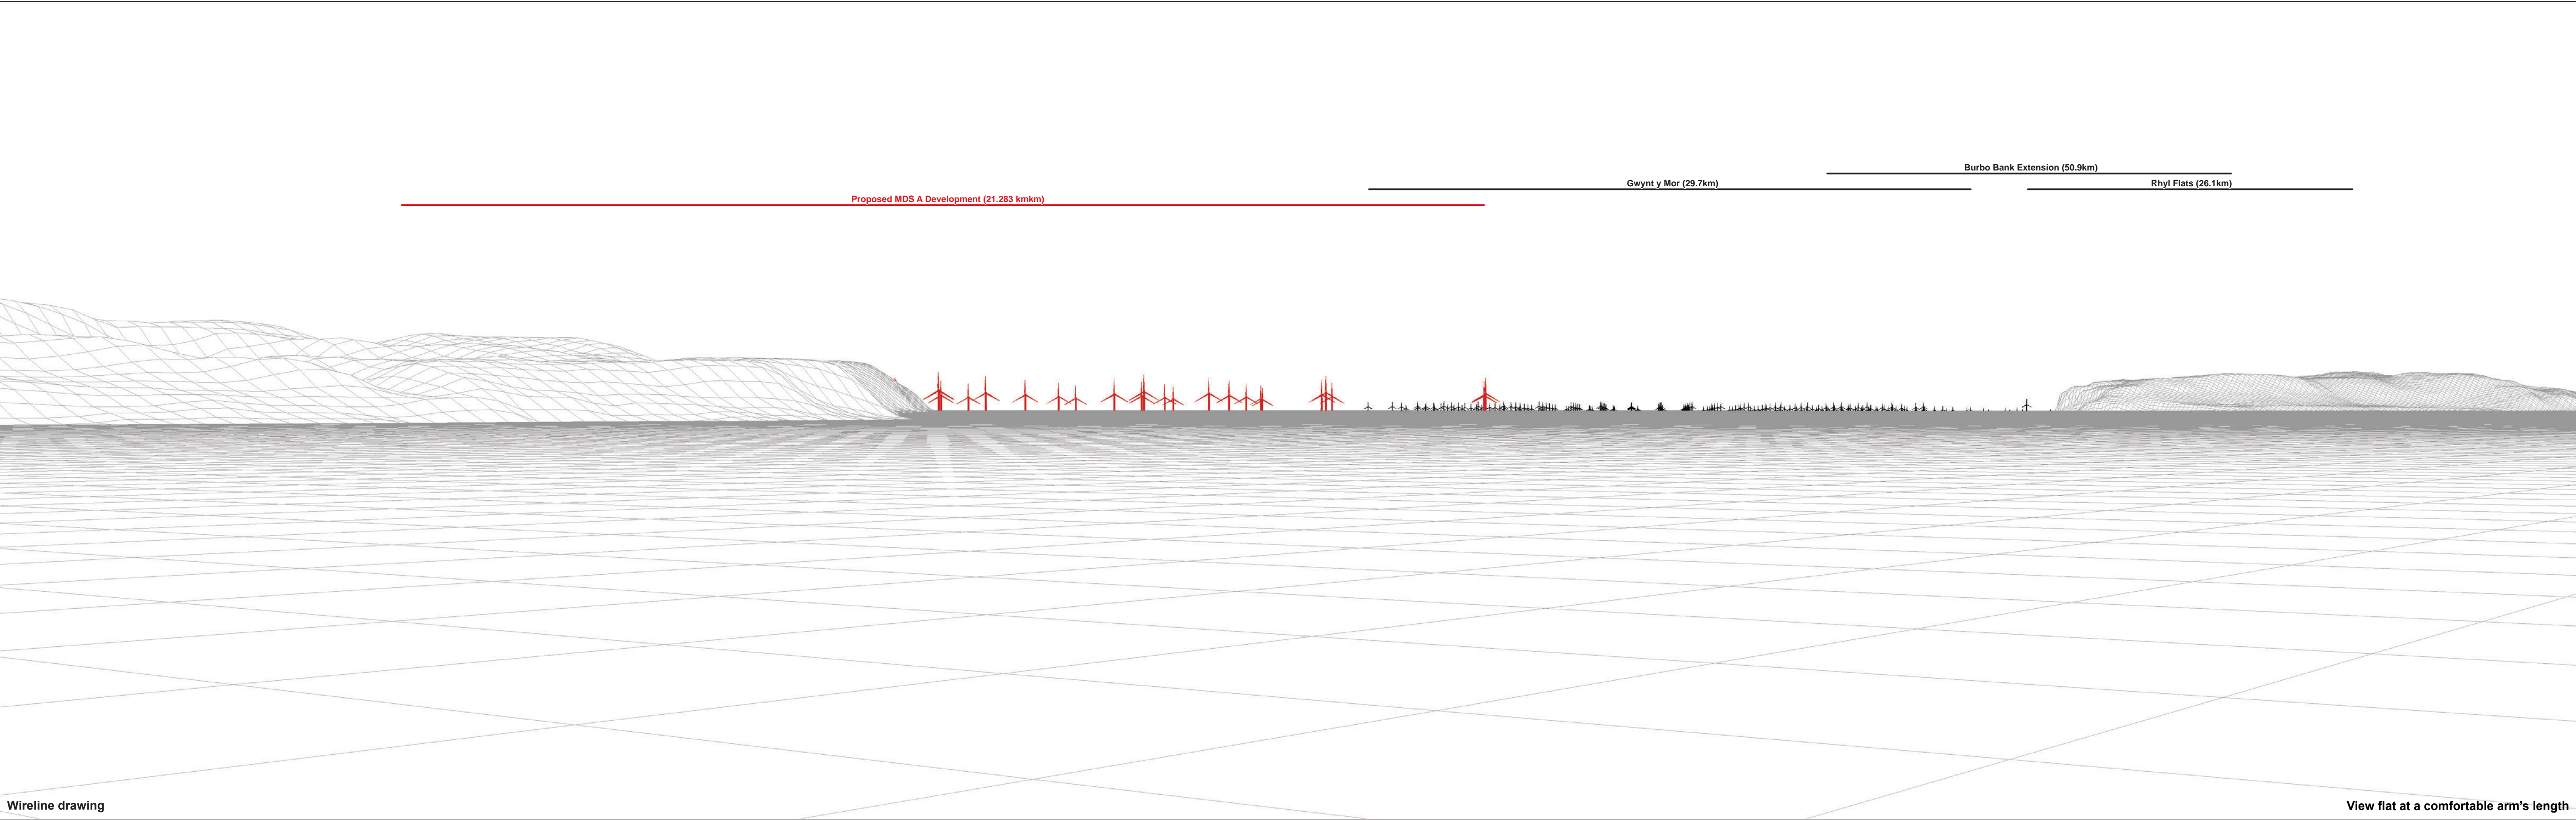 Burbo Bank Extension (50.9km)
Gwynt y Mor (29.7km)
Rhyl Flats (26.1km)
Proposed MDS A Development (21.283 kmkm)
Wireline drawing
View flat at a comfortable arm's length